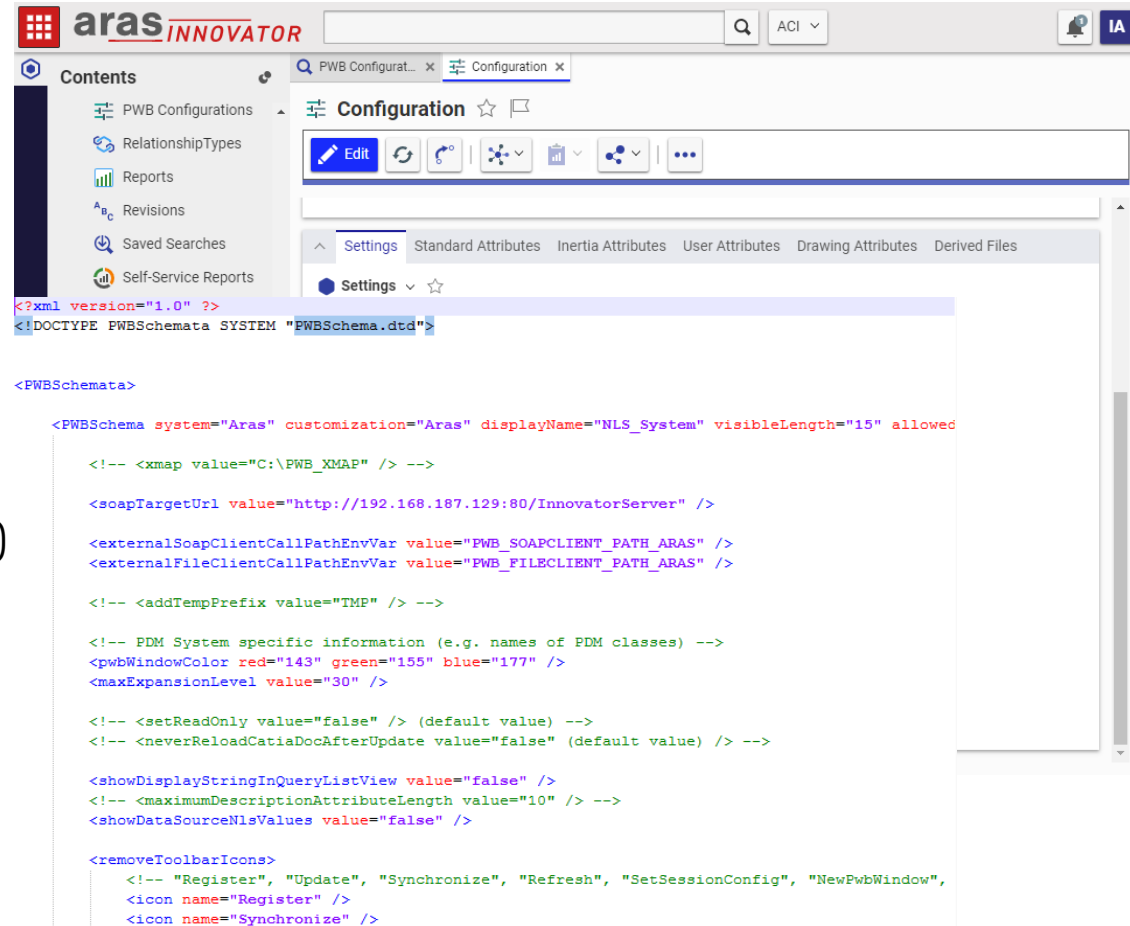 aras INNOVATOR
ACI
1
IA
Contents
PWB Configurat...
Configuration
PWB Configurations
Configuration
RelationshipTypes
Edit
Reports
Revisions
Saved Searches
Settings Standard Attributes Inertia Attributes User Attributes Drawing Attributes Derived Files
Self-Service Reports
Settings
<?xml version="1.0" ?>
<!DOCTYPE PWBSchemata SYSTEM "PWBSchema.dtd">
<PWBSchemata>
<PWBSchema system="Aras" customization="Aras" displayName="NLS_System" visibleLength="15" allowed
<!-- <xmap value="C:\PWB_XMAP" /> -->
<soapTargetUrl value="http://192.168.187.129:80/InnovatorServer" />
)
<externalSoapClientCallPathEnvVar value="PWB_SOAPCLIENT_PATH_ARAS" />
<externalFileClientCallPathEnvVar value="PWB_FILECLIENT_PATH_ARAS" />
<!-- <addTempPrefix value="TMP" /> -->
<!-- PDM System specific information (e.g. names of PDM classes) -->
<pwbWindowColor red="143" green="155" blue="177" />
<maxExpansionLevel value="30" />
<!-- <setReadOnly value="false" /> (default value) -->
<!-- <neverReloadCatiaDocAfterUpdate value="false" (default value) /> -->
<showDisplayStringInQueryListView value="false" />
<!-- <maximumDescriptionAttributeLength value="10" /> -->
<showDataSourceNlsValues value="false" />
<removeToolbarIcons>
<!-- "Register", "Update", "Synchronize", "Refresh", "SetSessionConfig", "NewPwbWindow",
<icon name="Register" />
<icon name="Synchronize" />